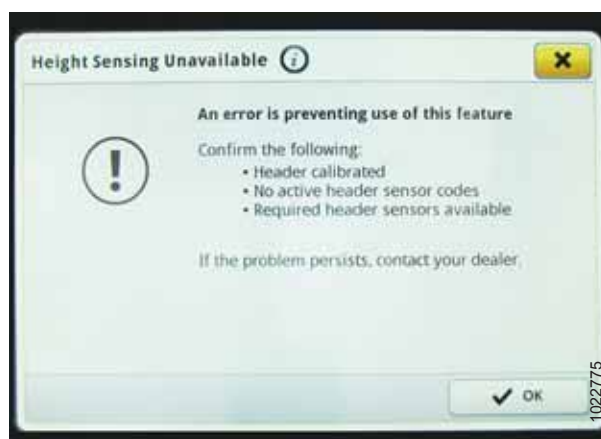 Height Sensing Unavailable
An error is preventing use of this feature
Confirm the following:
• Header calibrated
• No active header sensor codes
• Required header sensors available
If the problem persists, contact your dealer.
OK
1022775